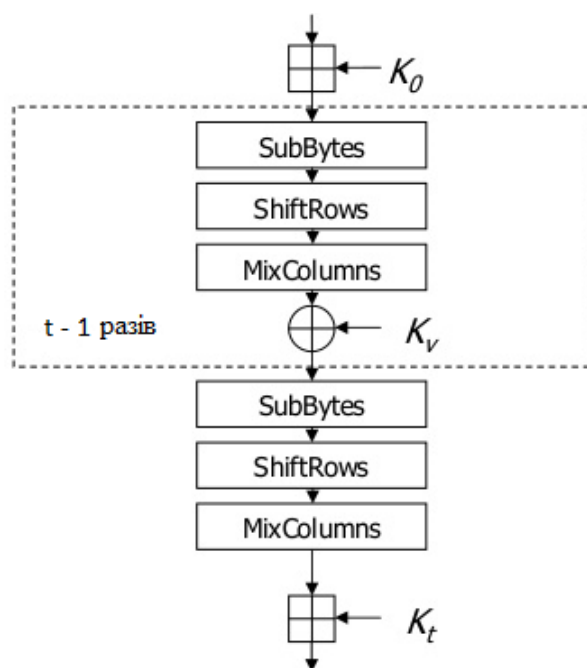 K₀
SubBytes
ShiftRows
MixColumns
t - 1 разів
Kᵥ
SubBytes
ShiftRows
MixColumns
Kₜ